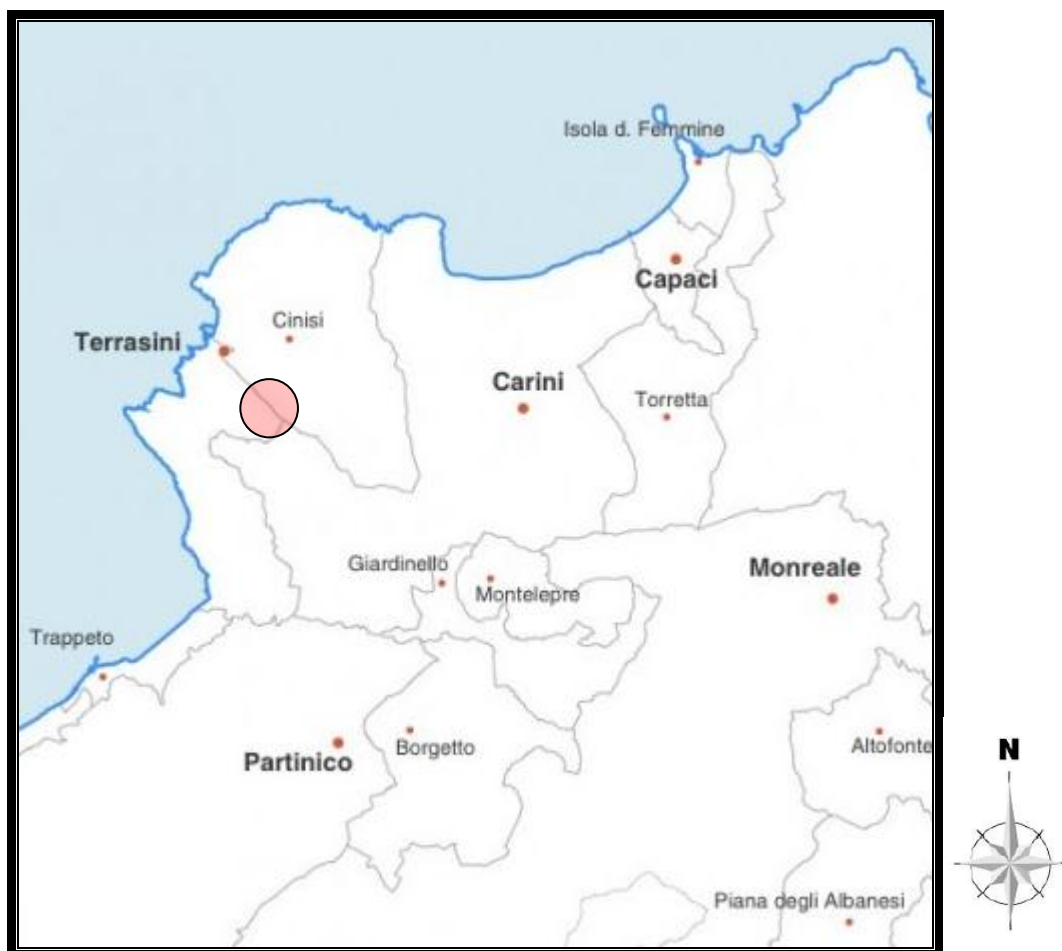 Isola d. Femmine
Capaci
Cinisi
Terrasini
Carini
Torretta
Giardinello
Monreale
Montelepre
Trappeto
N
Altofonte
Borgetto
Partinico
Piana degli Albanesi